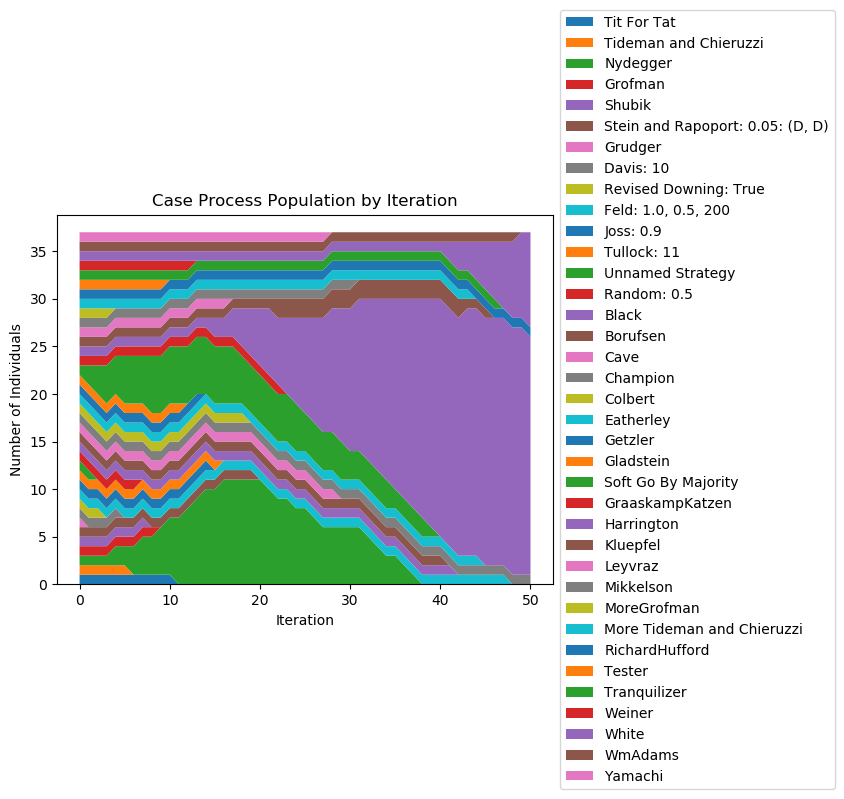 Case Process Population by Iteration
Number of Individuals
35
30
25
20
15
10
5
0
0 10 20 30 40 50
Iteration
Tit For Tat
Tideman and Chieruzzi
Nydegger
Grofman
Shubik
Stein and Rapoport: 0.05: (D, D)
Grudger
Davis: 10
Revised Downing: True
Feld: 1.0, 0.5, 200
Joss: 0.9
Tullock: 11
Unnamed Strategy
Random: 0.5
Black
Borufsen
Cave
Champion
Colbert
Eatherley
Getzler
Gladstein
Soft Go By Majority
GraaskampKatzen
Harrington
Kluepfel
Leyvraz
Mikkelson
MoreGrofman
More Tideman and Chieruzzi
RichardHufford
Tester
Tranquilizer
Weiner
White
WmAdams
Yamachi